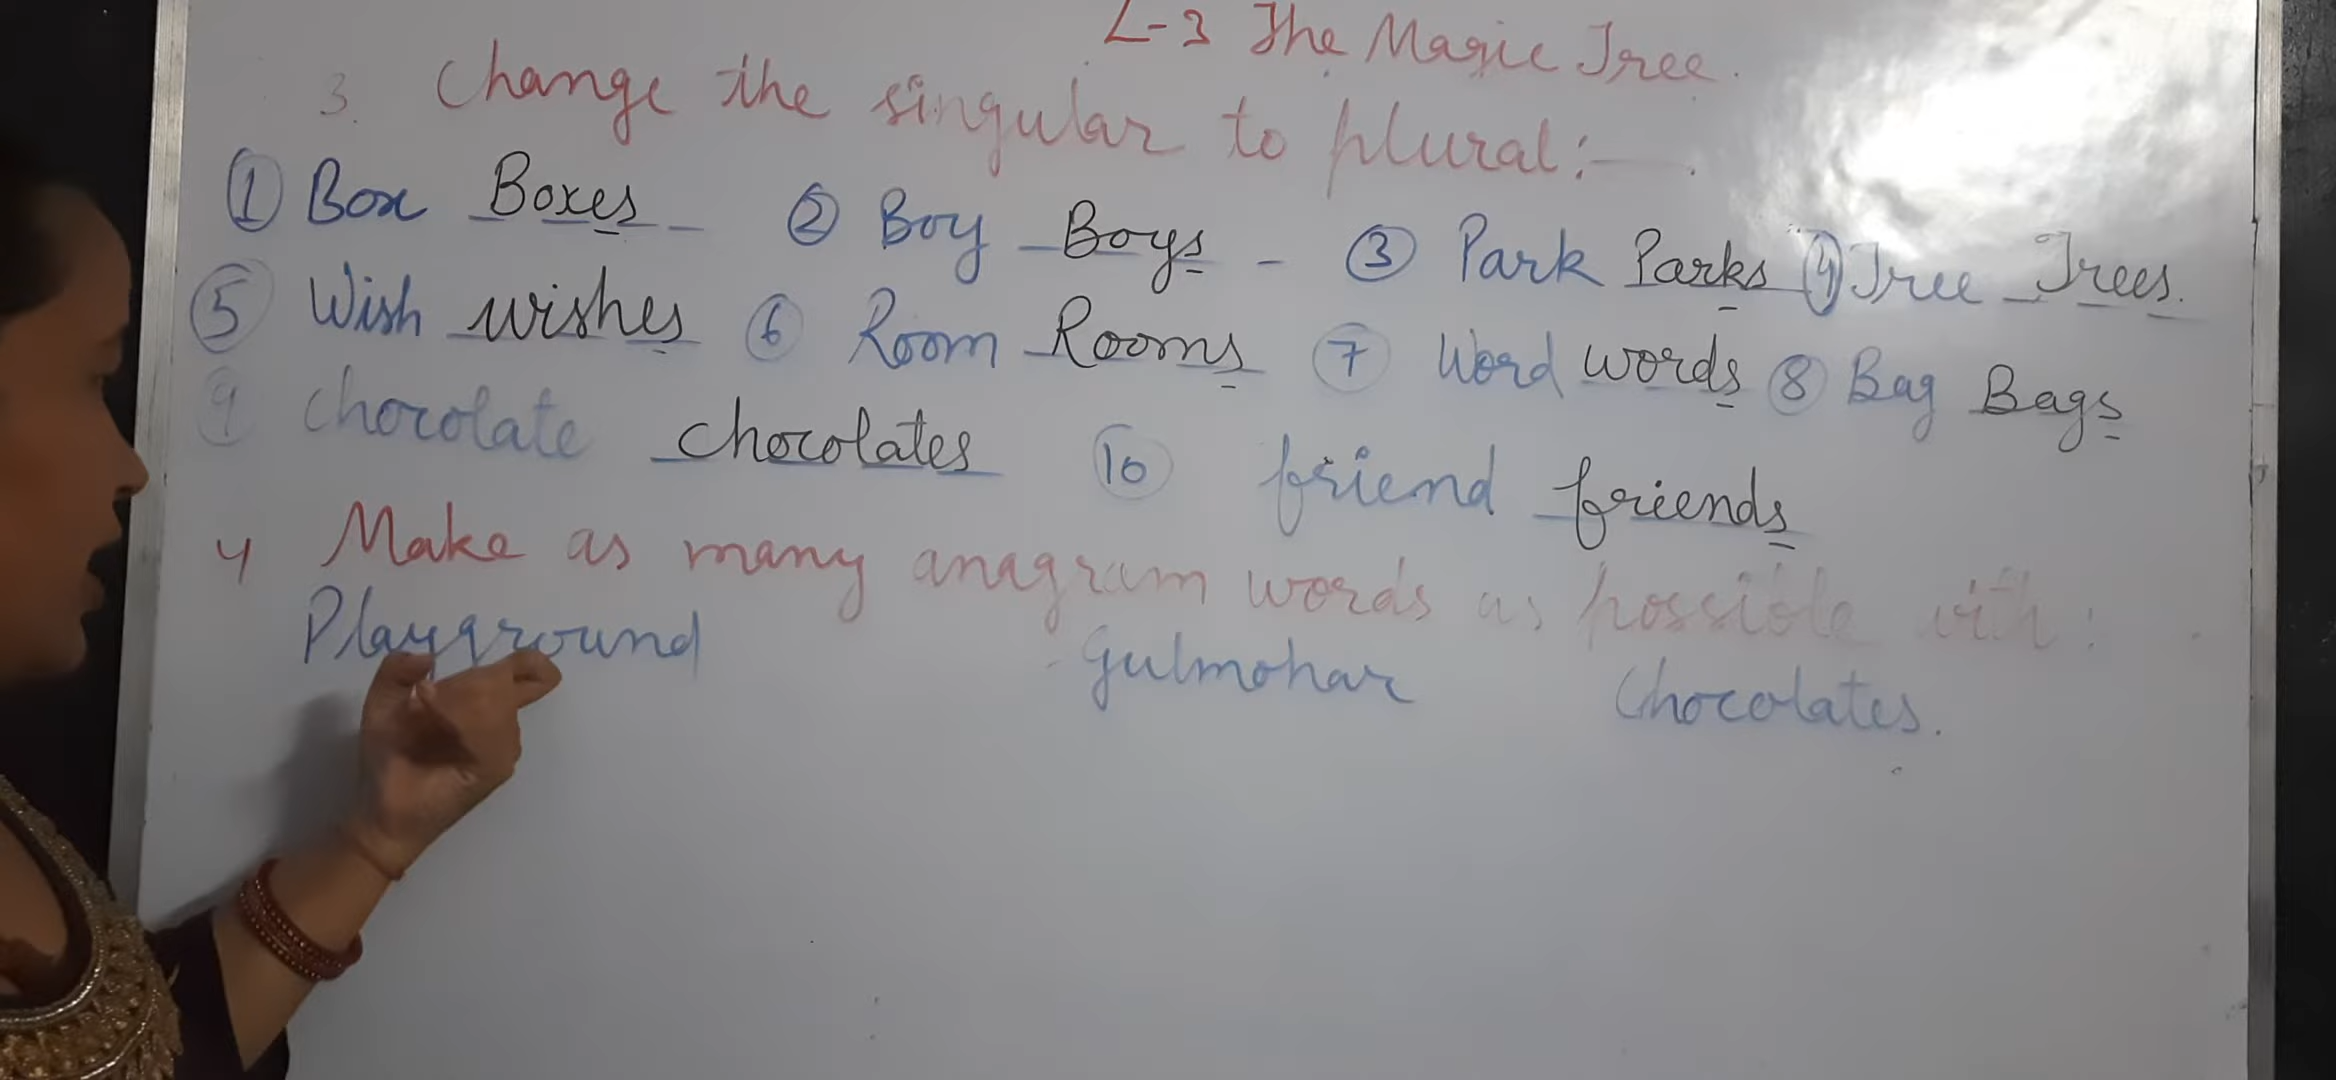 L-3 The Magic Tree.
3. Change the singular to plural:-
① Box Boxes ② Boy Boys ③ Park Parks ④ Tree Trees.
⑤ Wish wishes ⑥ Room Rooms ⑦ Word words ⑧ Bag Bags
⑨ chocolate chocolates ⑩ friend friends
4 Make as many anagram words as possible with:
Playground Gulmohar Chocolates.